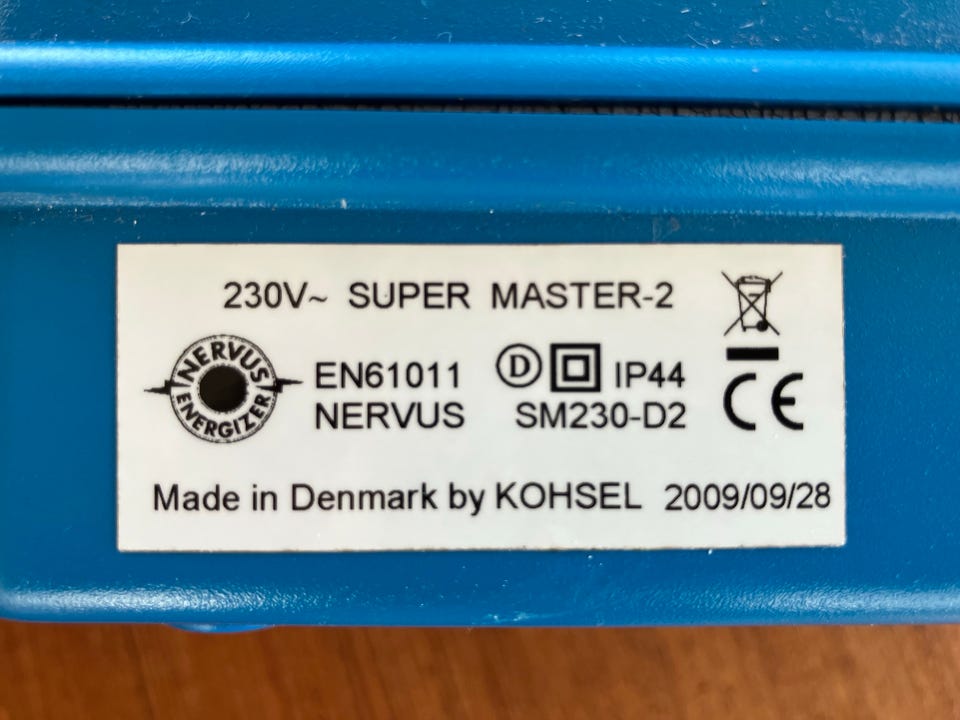 230V~ SUPER MASTER-2
NERVUS
ENERGIZER
EN61011 D IP44
NERVUS SM230-D2
CE
Made in Denmark by KOHSEL 2009/09/28